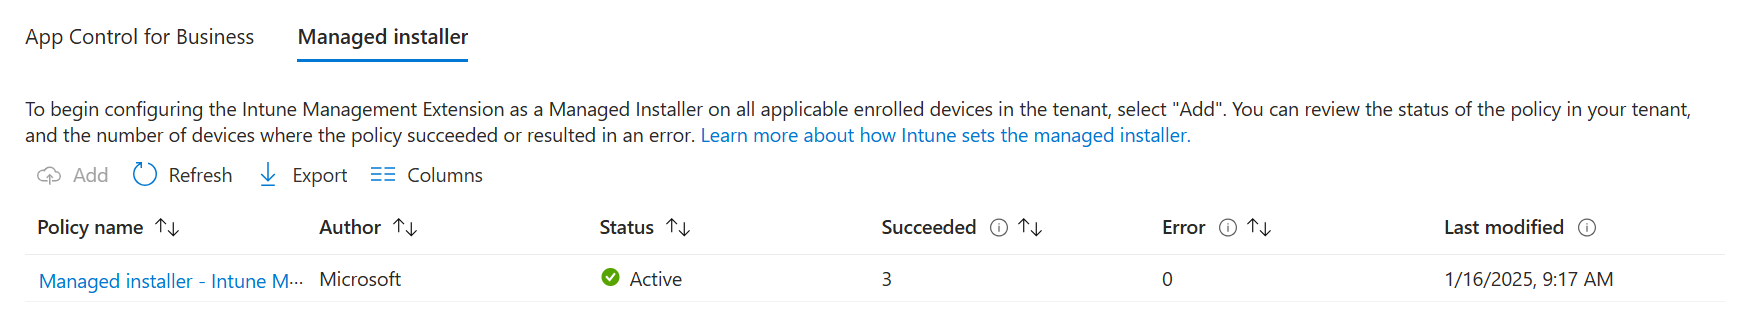 App Control for Business Managed installer
To begin configuring the Intune Management Extension as a Managed Installer on all applicable enrolled devices in the tenant, select "Add". You can review the status of the policy in your tenant,
and the number of devices where the policy succeeded or resulted in an error. Learn more about how Intune sets the managed installer.
Add Refresh Export Columns
Policy name Author Status Succeeded Error Last modified
Managed installer - Intune M··· Microsoft Active 3 0 1/16/2025, 9:17 AM